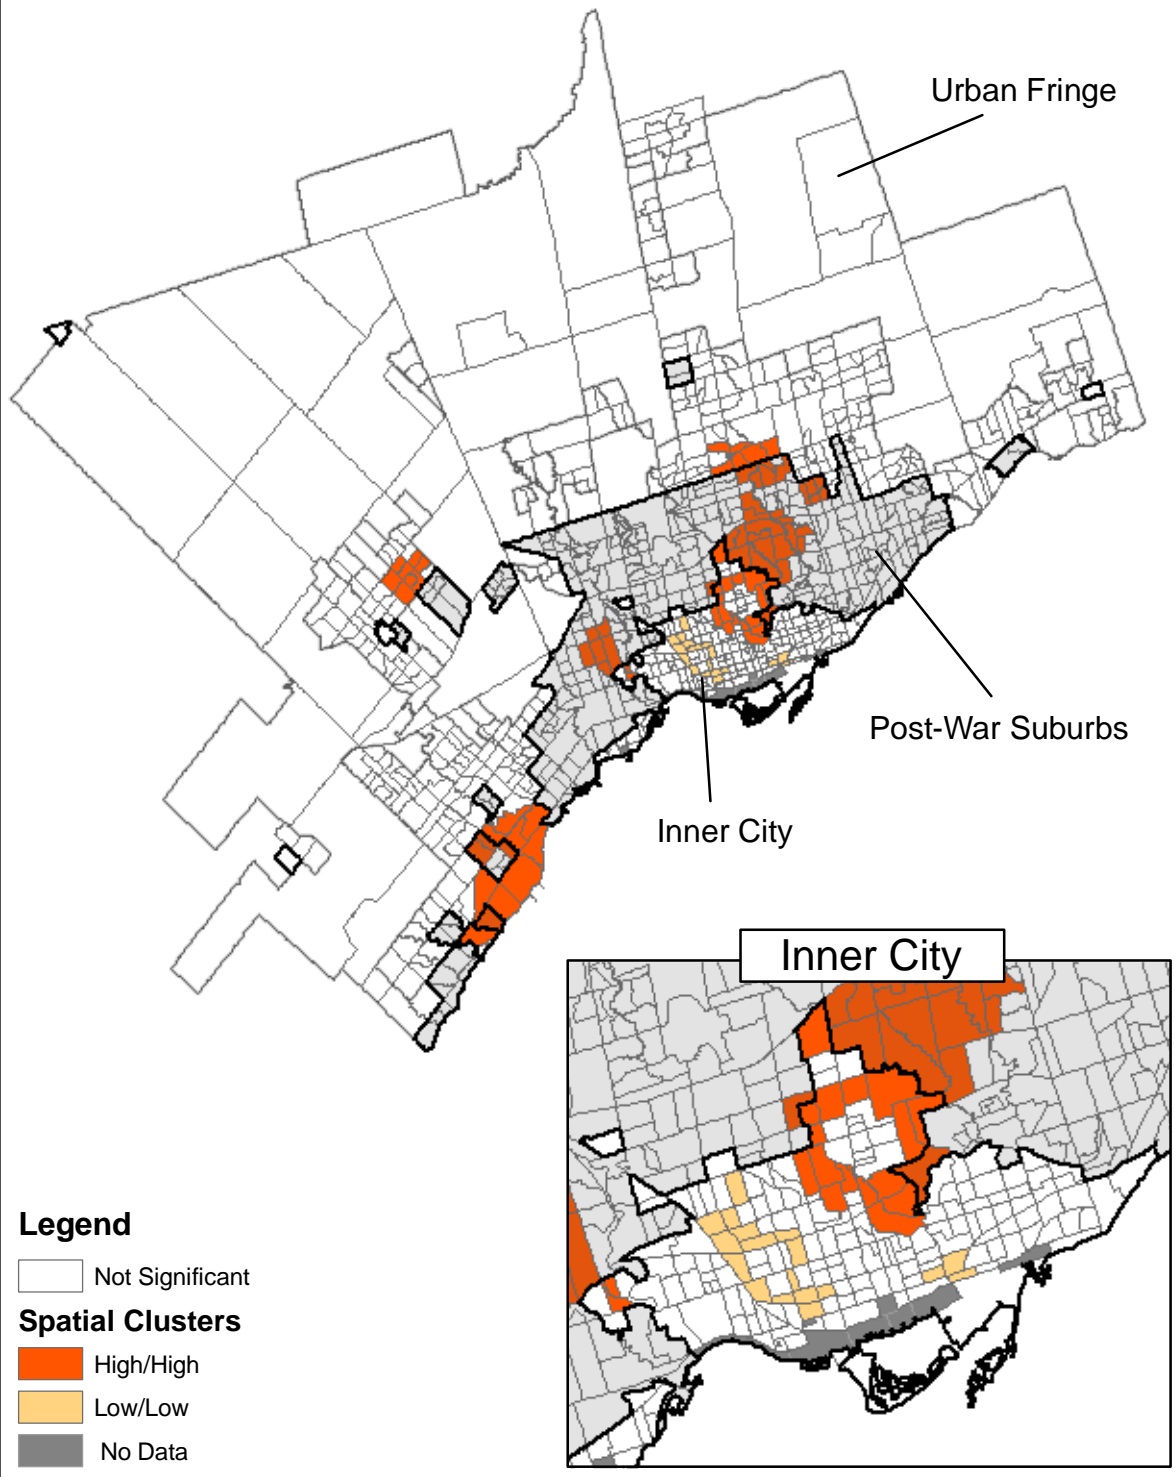 Urban Fringe
Post-War Suburbs
Inner City
Inner City
Legend
Not Significant
Spatial Clusters
High/High
Low/Low
No Data